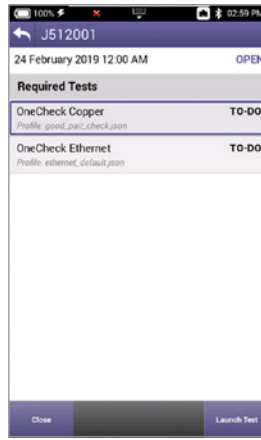 100% 02:59 PM
J512001
24 February 2019 12:00 AM OPEN
Required Tests
OneCheck Copper TO-DO
Profile: good_pair_check.json
OneCheck Ethernet TO-DO
Profile: ethernet_default.json
Close Launch Test